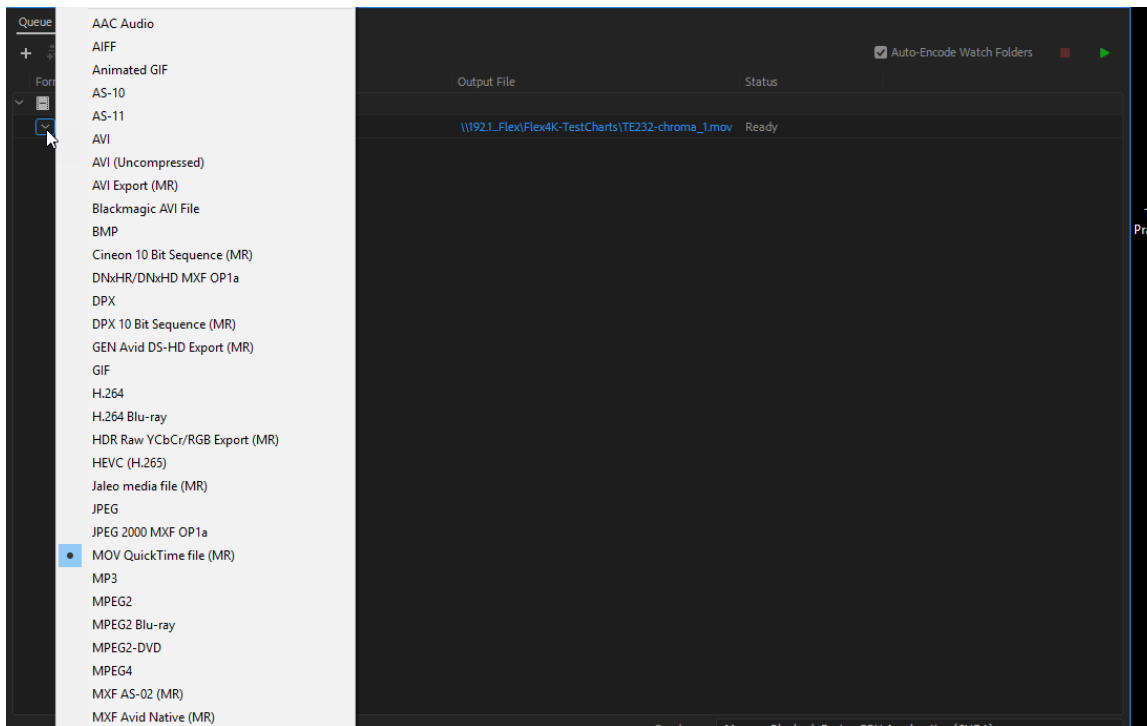 Queue
Auto-Encode Watch Folders
Output File
Status
\\192.1_Flex\Flex4K-TestCharts\TE232-chroma_1.mov
Ready
AAC Audio
AIFF
Animated GIF
AS-10
AS-11
AVI
AVI (Uncompressed)
AVI Export (MR)
Blackmagic AVI File
BMP
Cineon 10 Bit Sequence (MR)
DNxHR/DNxHD MXF OP1a
DPX
DPX 10 Bit Sequence (MR)
GEN Avid DS-HD Export (MR)
GIF
H.264
H.264 Blu-ray
HDR Raw YCbCr/RGB Export (MR)
HEVC (H.265)
Jaleo media file (MR)
JPEG
JPEG 2000 MXF OP1a
MOV QuickTime file (MR)
MP3
MPEG2
MPEG2 Blu-ray
MPEG2-DVD
MPEG4
MXF AS-02 (MR)
MXF Avid Native (MR)